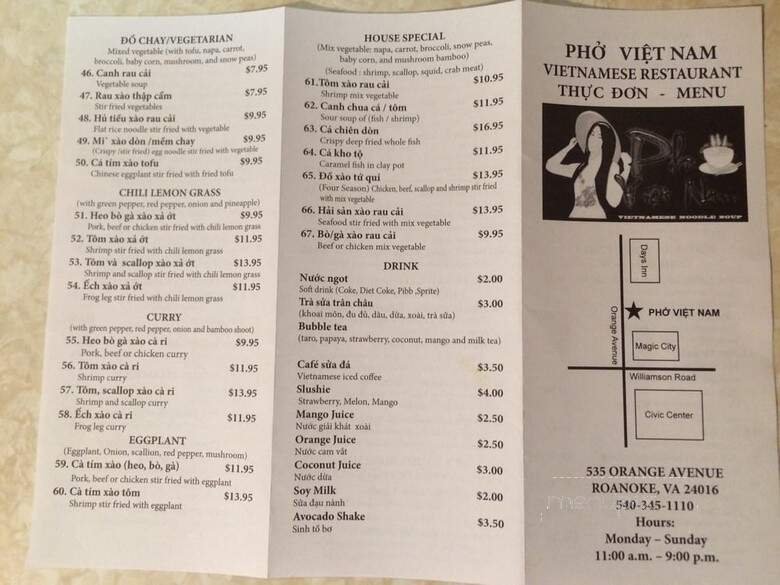 ĐỒ CHAY/VEGETARIAN
Mixed vegetable (with tofu, napa, carrot,
broccoli, baby corn, mushroom, and snow peas)
46. Canh rau cải $7.95
Vegetable soup
47. Rau xào thập cẩm $7.95
Stir fried vegetables
48. Hủ tiếu xào rau cải $9.95
Flat rice noodle stir fried with vegetable
49. Mì xào dòn /mềm chay $9.95
(Crispy /stir fried) egg noodle stir fried with vegetable
50. Cà tím xào tofu $9.95
Chinese eggplant stir fried with fried tofu
CHILI LEMON GRASS
(with green pepper, red pepper, onion and pineapple)
51. Heo bò gà xào xả ớt $9.95
Pork, beef or chicken stir fried with chili lemon grass
52. Tôm xào xả ớt $11.95
Shrimp stir fried with chili lemon grass
53. Tôm và scallop xào xả ớt $13.95
Shrimp and scallop stir fried with chili lemon grass
54. Ếch xào xả ớt $11.95
Frog leg stir fried with chili lemon grass
CURRY
(with green pepper, red pepper, onion and bamboo shoot)
55. Heo bò gà xào cà ri $9.95
Pork, beef or chicken curry
56. Tôm xào cà ri $11.95
Shrimp curry
57. Tôm, scallop xào cà ri $13.95
Shrimp and scallop curry
58. Ếch xào cà ri $11.95
Frog leg curry
EGGPLANT
(Eggplant, Onion, scallion, red pepper, mushroom)
59. Cà tím xào (heo, bò, gà) $11.95
Pork, beef or chicken stir fried with eggplant
60. Cà tím xào tôm $13.95
Shrimp stir fried with eggplant
HOUSE SPECIAL
(Mix vegetable: napa, carrot, broccoli, snow peas,
baby corn, and mushroom bamboo)
(Seafood : shrimp, scallop, squid, crab meat)
61. Tôm xào rau cải $10.95
Shrimp mix vegetable
62. Canh chua cá / tôm $11.95
Sour soup of (fish / shrimp)
63. Cá chiên dòn $16.95
Crispy deep fried whole fish
64. Cá kho tộ $11.95
Caramel fish in clay pot
65. Đồ xào tứ quí $13.95
(Four Season) Chicken, beef, scallop and shrimp stir fried
with mix vegetable
66. Hải sản xào rau cải $13.95
Seafood stir fried with mix vegetable
67. Bò/gà xào rau cải $9.95
Beef or chicken mix vegetable
DRINK
Nước ngọt $2.00
Soft drink (Coke, Diet Coke, Pibb ,Sprite)
Trà sữa trân châu $3.00
(khoai môn, đu đủ, dâu, dừa, xoài, trà sữa)
Bubble tea
(taro, papaya, strawberry, coconut, mango and milk tea)
Café sữa đá $3.50
Vietnamese iced coffee
Slushie $4.00
Strawberry, Melon, Mango
Mango Juice $2.50
Nước giải khát xoài
Orange Juice $2.50
Nước cam vắt
Coconut Juice $3.00
Nước dừa
Soy Milk $2.00
Sữa đậu nành
Avocado Shake $3.50
Sinh tố bơ
PHỞ VIỆT NAM
VIETNAMESE RESTAURANT
THỰC ĐƠN - MENU
Pho
Viet Nam
VIETNAMESE NOODLE SOUP
Days Inn
Orange Avenue
PHỞ VIỆT NAM
Magic City
Williamson Road
Civic Center
535 ORANGE AVENUE
ROANOKE, VA 24016
540-345-1110
Hours:
Monday – Sunday
11:00 a.m. – 9:00 p.m.